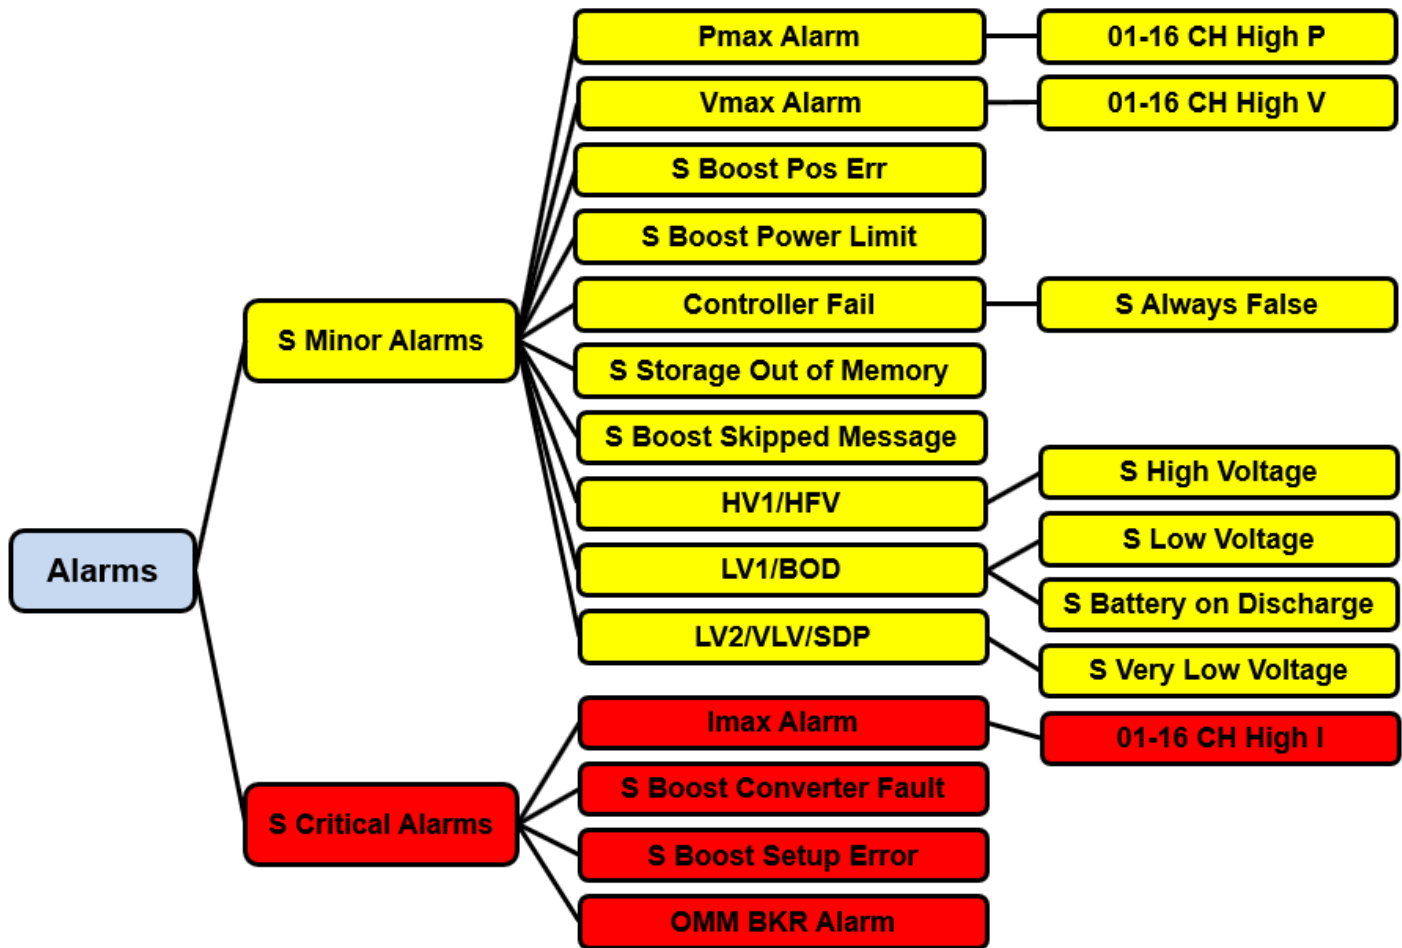 Pmax Alarm
01-16 CH High P
Vmax Alarm
01-16 CH High V
S Boost Pos Err
S Boost Power Limit
Controller Fail
S Always False
S Minor Alarms
S Storage Out of Memory
S Boost Skipped Message
S High Voltage
HV1/HFV
S Low Voltage
Alarms
LV1/BOD
S Battery on Discharge
LV2/VLV/SDP
S Very Low Voltage
Imax Alarm
01-16 CH High I
S Boost Converter Fault
S Critical Alarms
S Boost Setup Error
OMM BKR Alarm